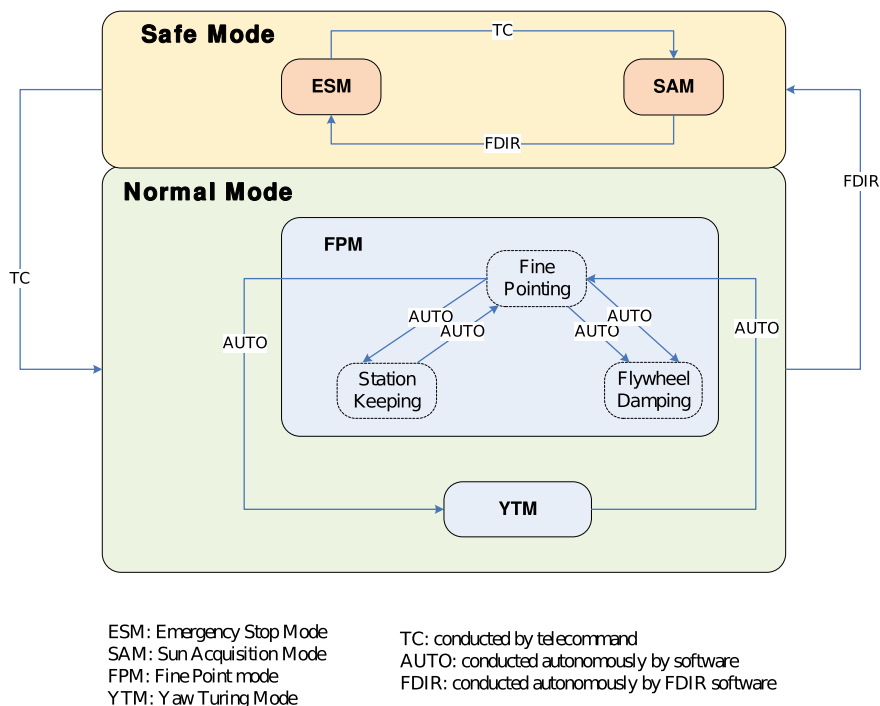 Safe Mode
TC
ESM
SAM
FDIR
Normal Mode
FDIR
FPM
Fine
Pointing
TC
AUTO
AUTO
AUTO
AUTO
AUTO
AUTO
Station
Keeping
Flywheel
Damping
YTM
ESM: Emergency Stop Mode
SAM: Sun Acquisition Mode
FPM: Fine Point mode
YTM: Yaw Turing Mode
TC: conducted by telecommand
AUTO: conducted autonomously by software
FDIR: conducted autonomously by FDIR software